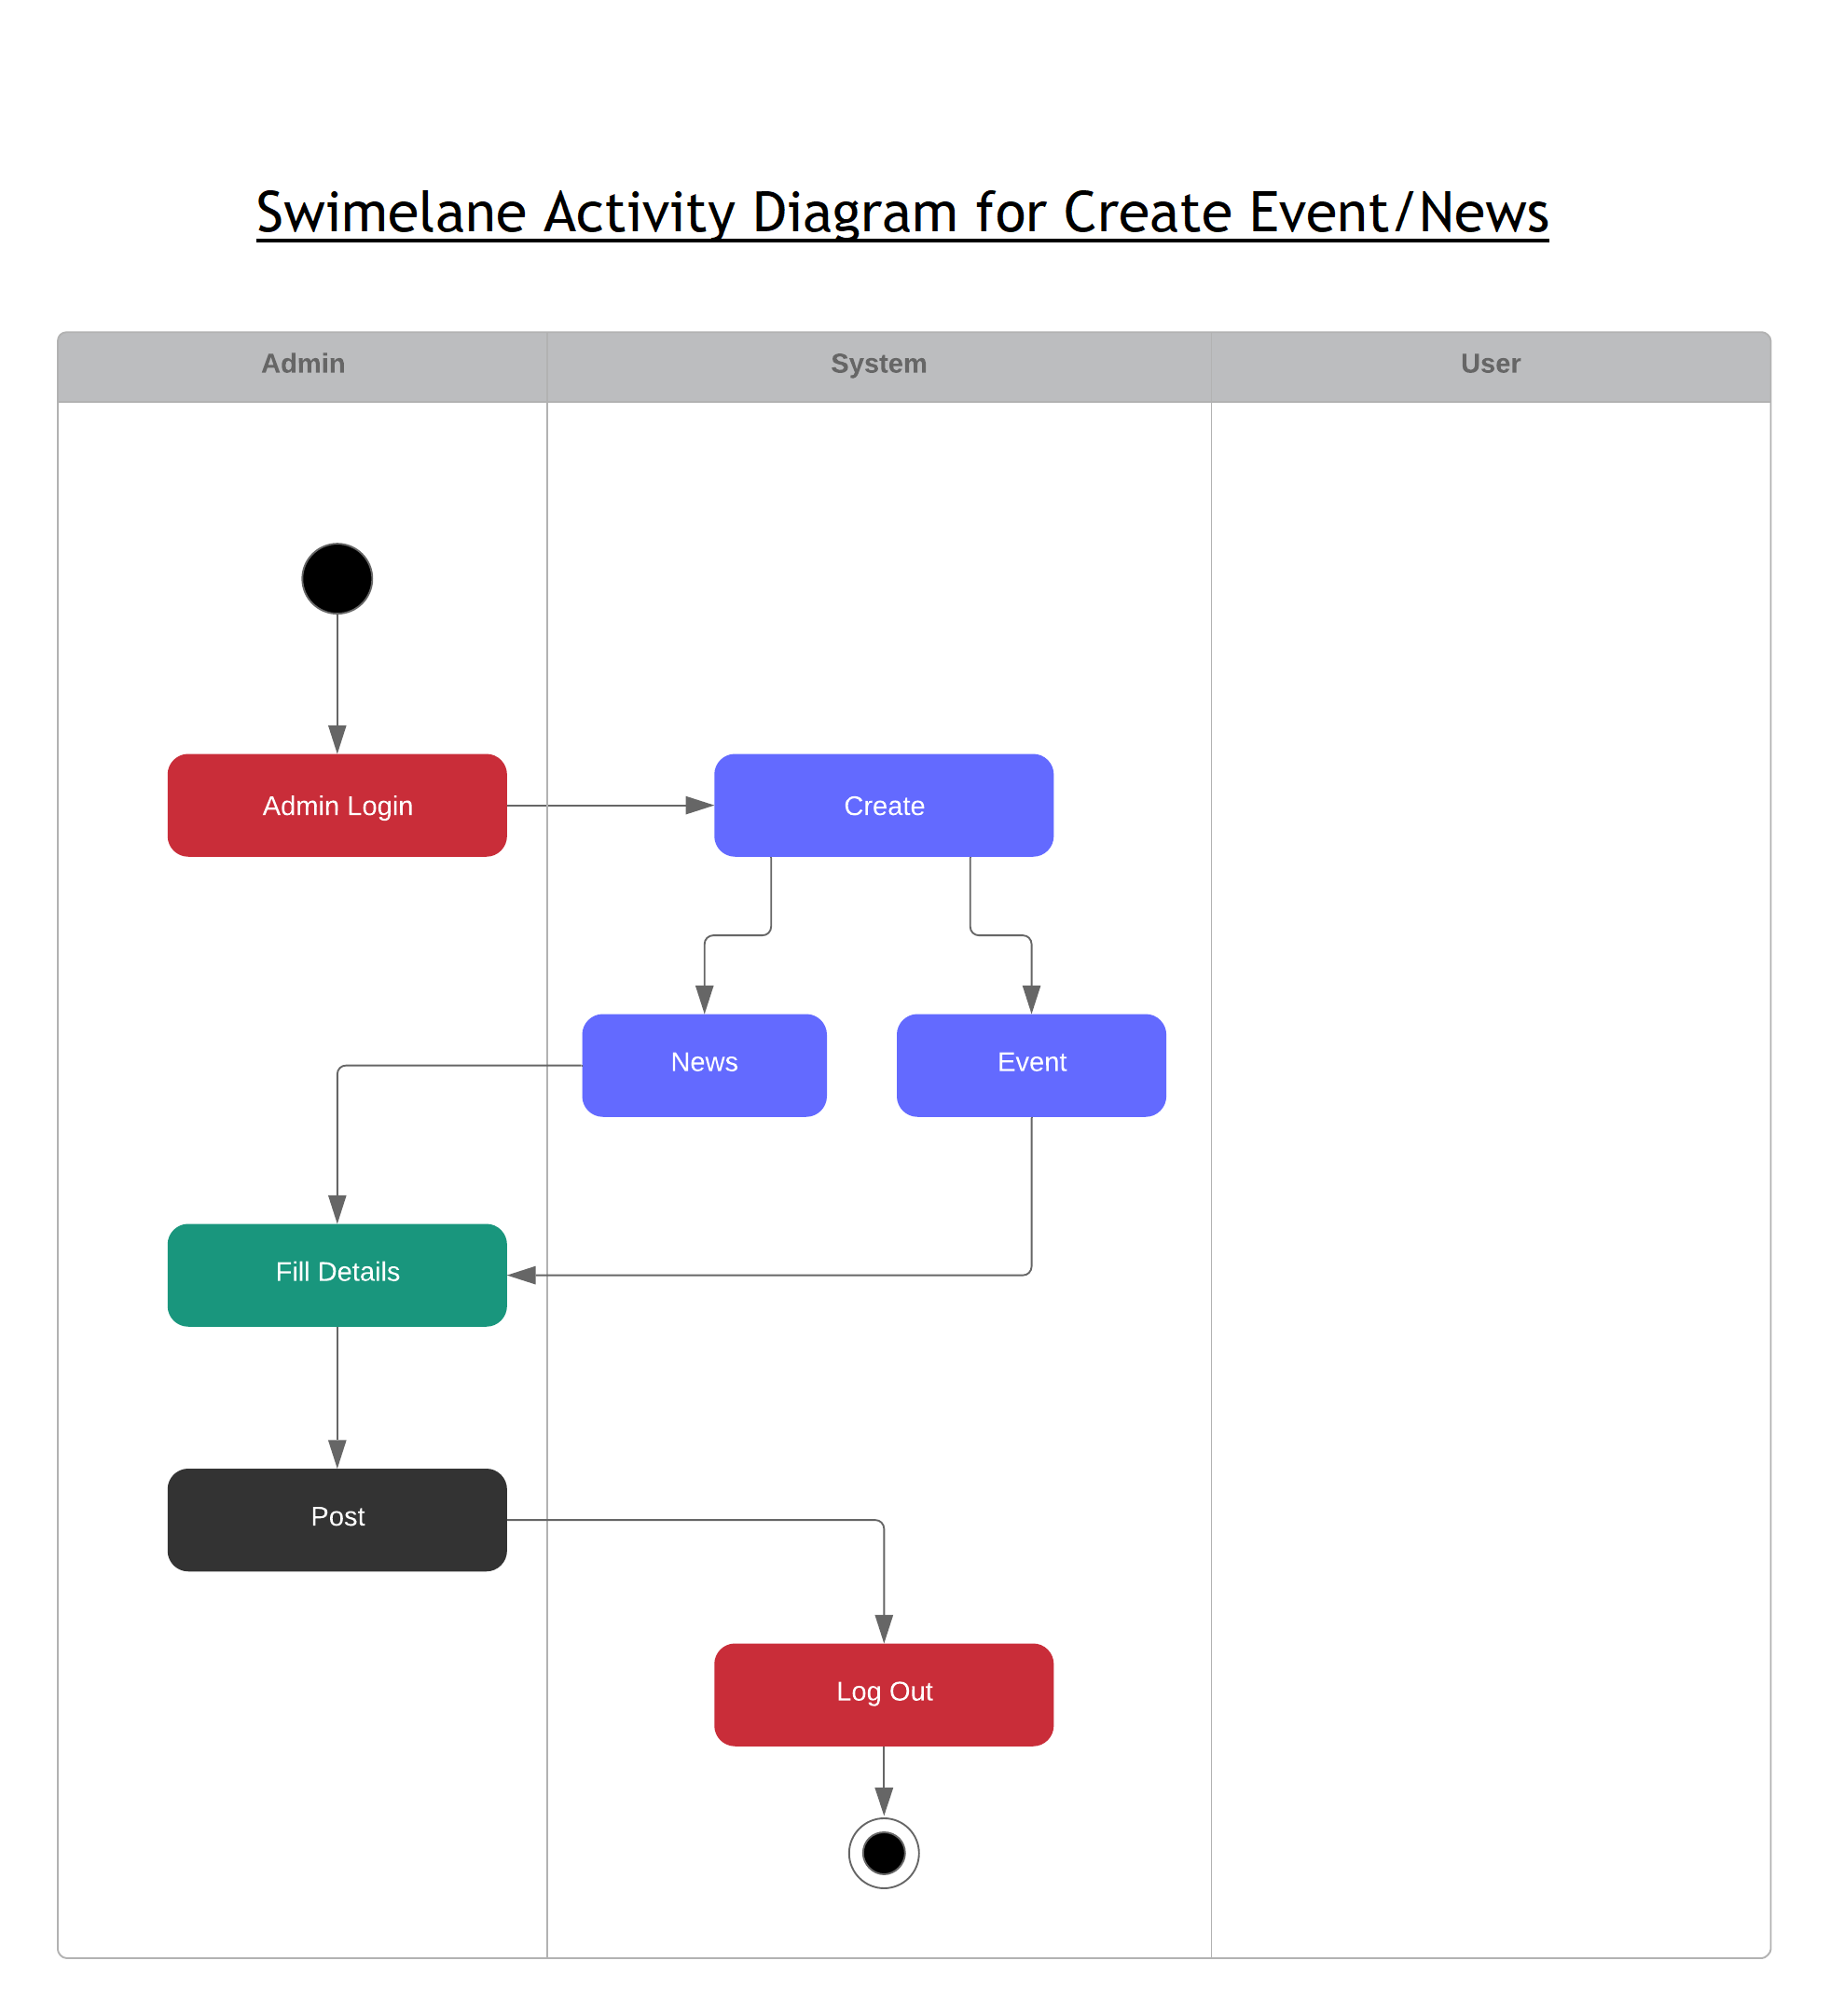 Swimelane Activity Diagram for Create Event/News
Admin
System
User
Admin Login
Create
News
Event
Fill Details
Post
Log Out